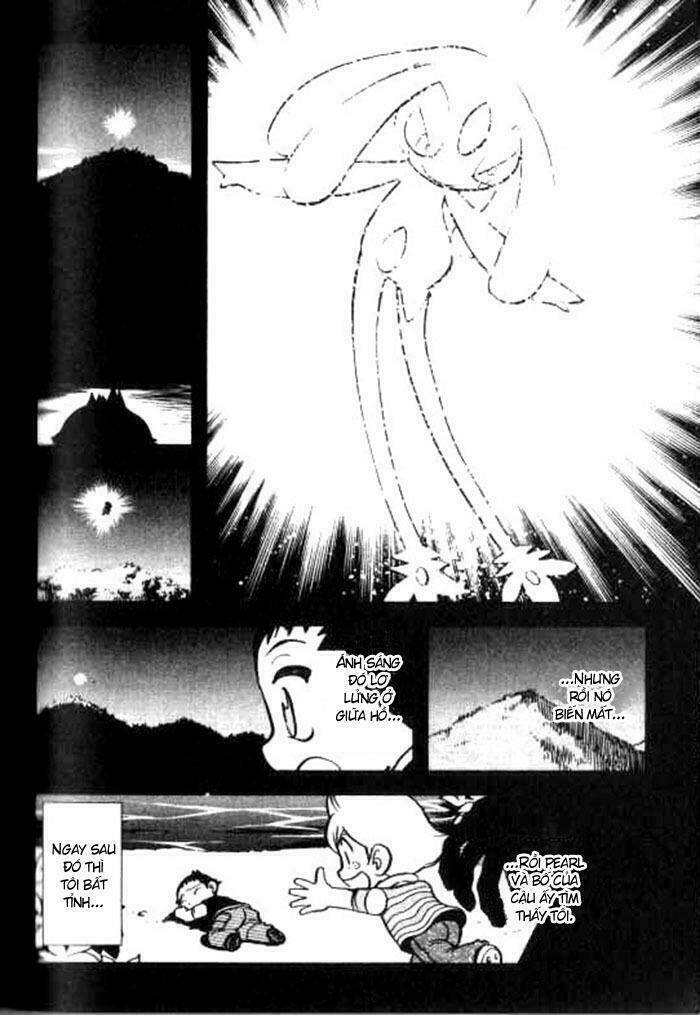 ÁNH SÁNG
ĐÓ LƠ
LỬNG Ở
GIỮA HỒ...
...NHƯNG
RỒI NÓ
BIẾN MẤT...
NGAY SAU
ĐÓ THÌ
TÔI BẤT
TỈNH...
...RỒI PEARL
VÀ BỐ CỦA
CẬU ẤY TÌM
THẤY TÔI.